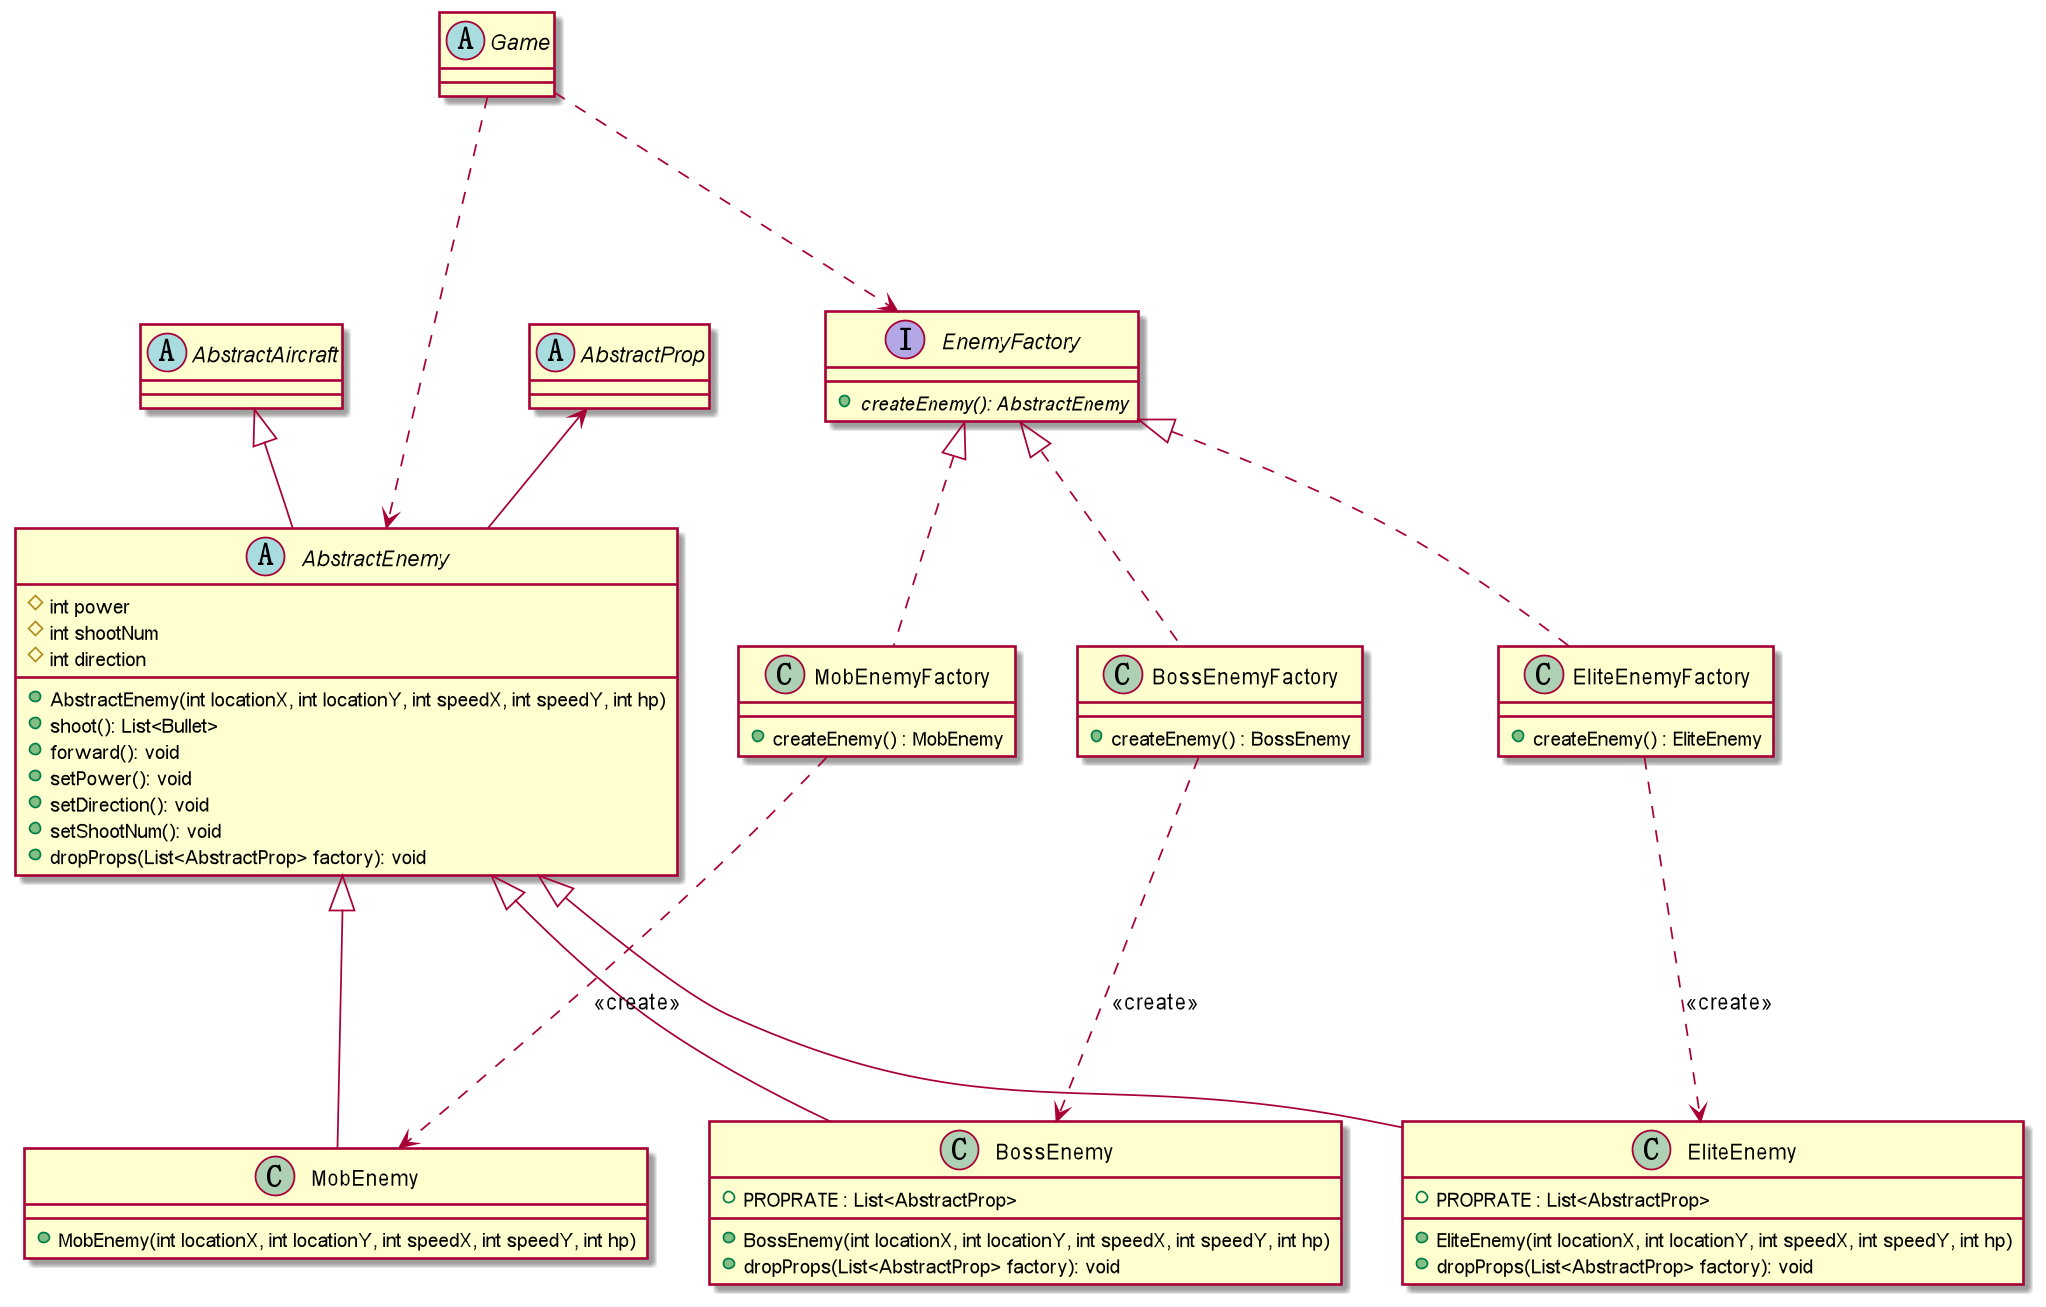 A Game
A AbstractAircraft
A AbstractProp
I EnemyFactory
createEnemy(): AbstractEnemy
A AbstractEnemy
int power
int shootNum
int direction
AbstractEnemy(int locationX, int locationY, int speedX, int speedY, int hp)
shoot(): List<Bullet>
forward(): void
setPower(): void
setDirection(): void
setShootNum(): void
dropProps(List<AbstractProp> factory): void
C MobEnemyFactory
createEnemy() : MobEnemy
C BossEnemyFactory
createEnemy() : BossEnemy
C EliteEnemyFactory
createEnemy() : EliteEnemy
«create»
«create»
«create»
C MobEnemy
MobEnemy(int locationX, int locationY, int speedX, int speedY, int hp)
C BossEnemy
PROPRATE : List<AbstractProp>
BossEnemy(int locationX, int locationY, int speedX, int speedY, int hp)
dropProps(List<AbstractProp> factory): void
C EliteEnemy
PROPRATE : List<AbstractProp>
EliteEnemy(int locationX, int locationY, int speedX, int speedY, int hp)
dropProps(List<AbstractProp> factory): void